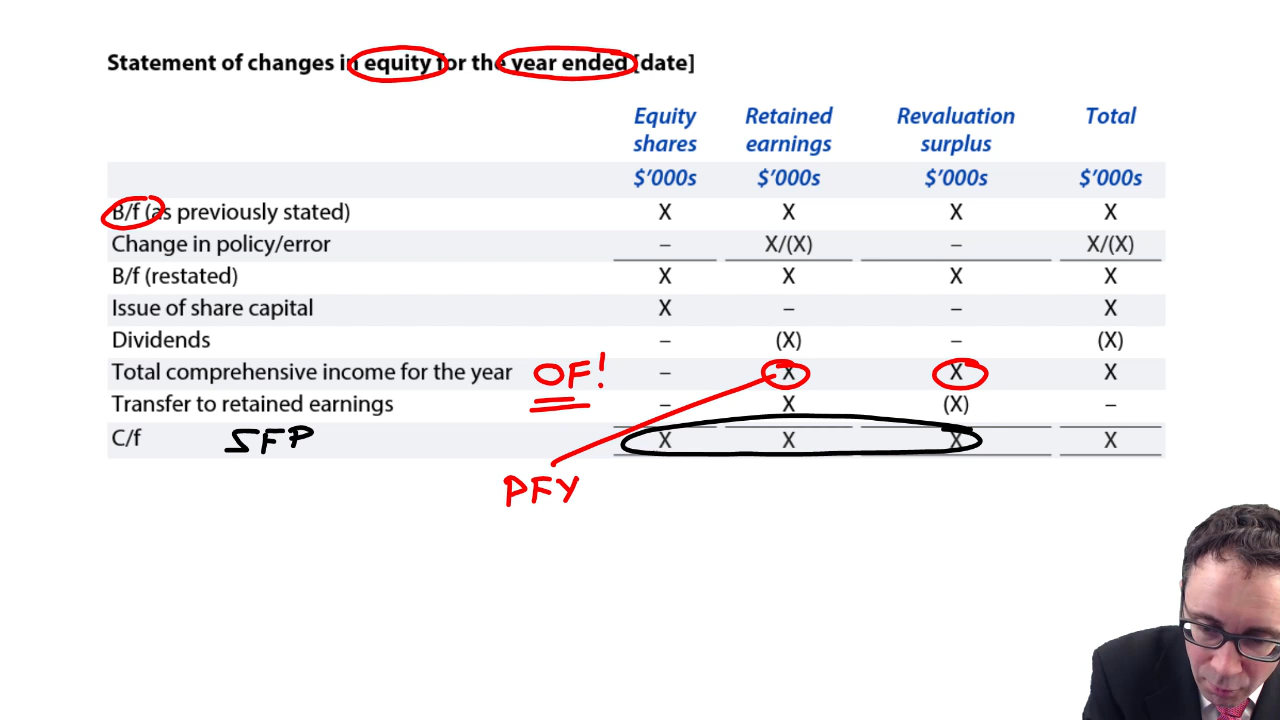 Statement of changes in equity for the year ended [date]
Equity shares Retained earnings Revaluation surplus Total
$'000s $'000s $'000s $'000s
B/f (as previously stated) X X X X
Change in policy/error – X/(X) – X/(X)
B/f (restated) X X X X
Issue of share capital X – – X
Dividends – (X) – (X)
Total comprehensive income for the year OF! – X X X
Transfer to retained earnings – X (X) –
C/f SFP X X X X
PFY